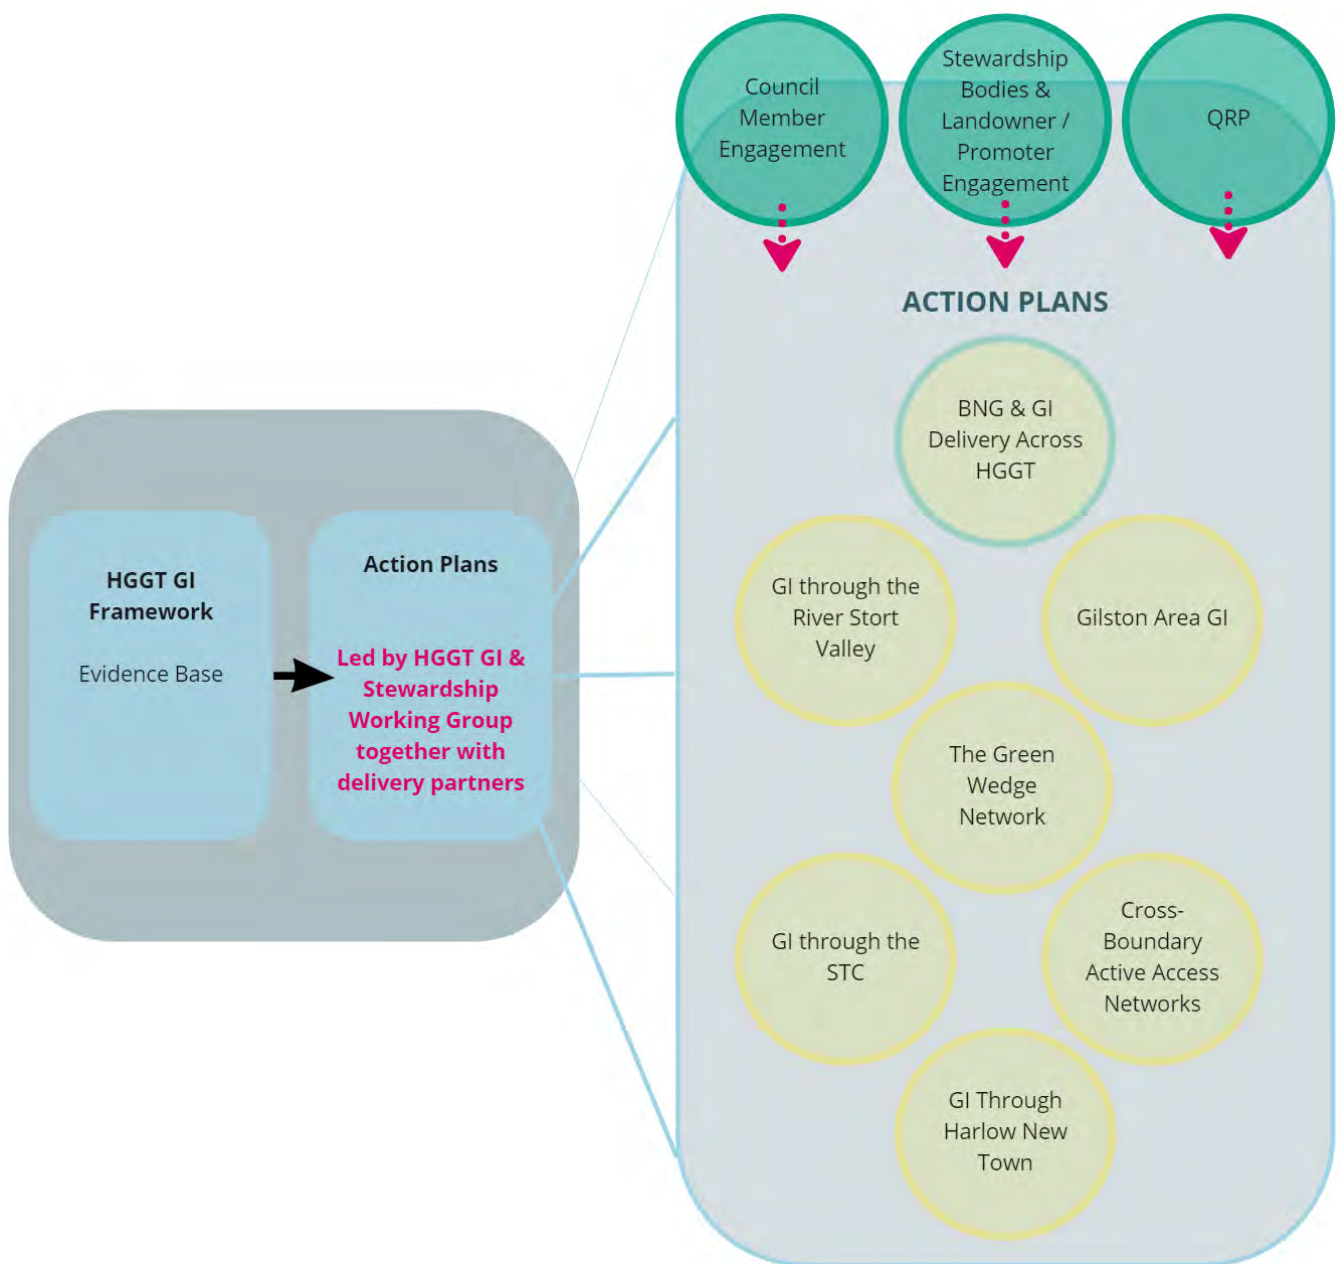 Council
Member
Engagement
Stewardship
Bodies &
Landowner /
Promoter
Engagement
QRP
ACTION PLANS
BNG & GI
Delivery Across
HGGT
GI through the
River Stort
Valley
Gilston Area GI
The Green
Wedge
Network
GI through the
STC
Cross-
Boundary
Active Access
Networks
GI Through
Harlow New
Town
HGGT GI
Framework
Evidence Base
Action Plans
Led by HGGT GI &
Stewardship
Working Group
together with
delivery partners